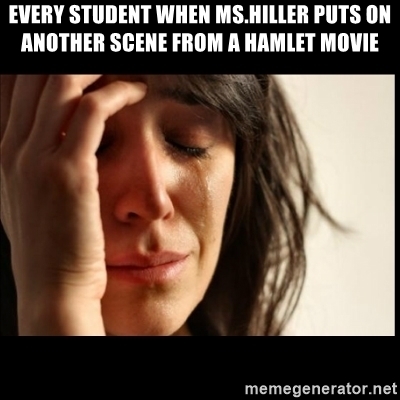 EVERY STUDENT WHEN MS.HILLER PUTS ON
ANOTHER SCENE FROM A HAMLET MOVIE
memegenerator.net